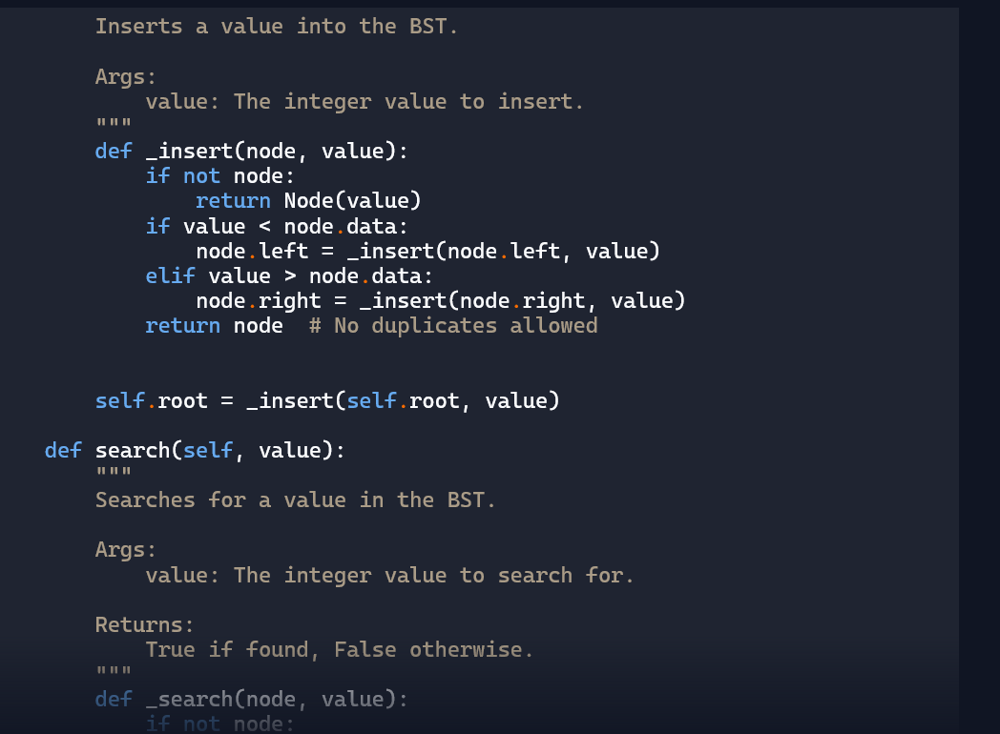 Inserts a value into the BST.

        Args:
            value: The integer value to insert.
        """
        def _insert(node, value):
            if not node:
                return Node(value)
            if value < node.data:
                node.left = _insert(node.left, value)
            elif value > node.data:
                node.right = _insert(node.right, value)
            return node  # No duplicates allowed


        self.root = _insert(self.root, value)

    def search(self, value):
        """
        Searches for a value in the BST.

        Args:
            value: The integer value to search for.

        Returns:
            True if found, False otherwise.
        """
        def _search(node, value):
            if not node: